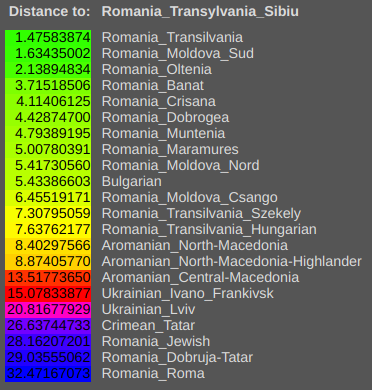 Distance to: Romania_Transylvania_Sibiu
1.47583874 Romania_Transilvania
1.63435002 Romania_Moldova_Sud
2.13894834 Romania_Oltenia
3.71518506 Romania_Banat
4.11406125 Romania_Crisana
4.42874700 Romania_Dobrogea
4.79389195 Romania_Muntenia
5.00780391 Romania_Maramures
5.41730560 Romania_Moldova_Nord
5.43386603 Bulgarian
6.45519171 Romania_Moldova_Csango
7.30795059 Romania_Transilvania_Szekely
7.63762177 Romania_Transilvania_Hungarian
8.40297566 Aromanian_North-Macedonia
8.87405770 Aromanian_North-Macedonia-Highlander
13.51773650 Aromanian_Central-Macedonia
15.07833877 Ukrainian_Ivano_Frankivsk
20.81677929 Ukrainian_Lviv
26.63744733 Crimean_Tatar
28.16207201 Romania_Jewish
29.03555062 Romania_Dobruja-Tatar
32.47167073 Romania_Roma